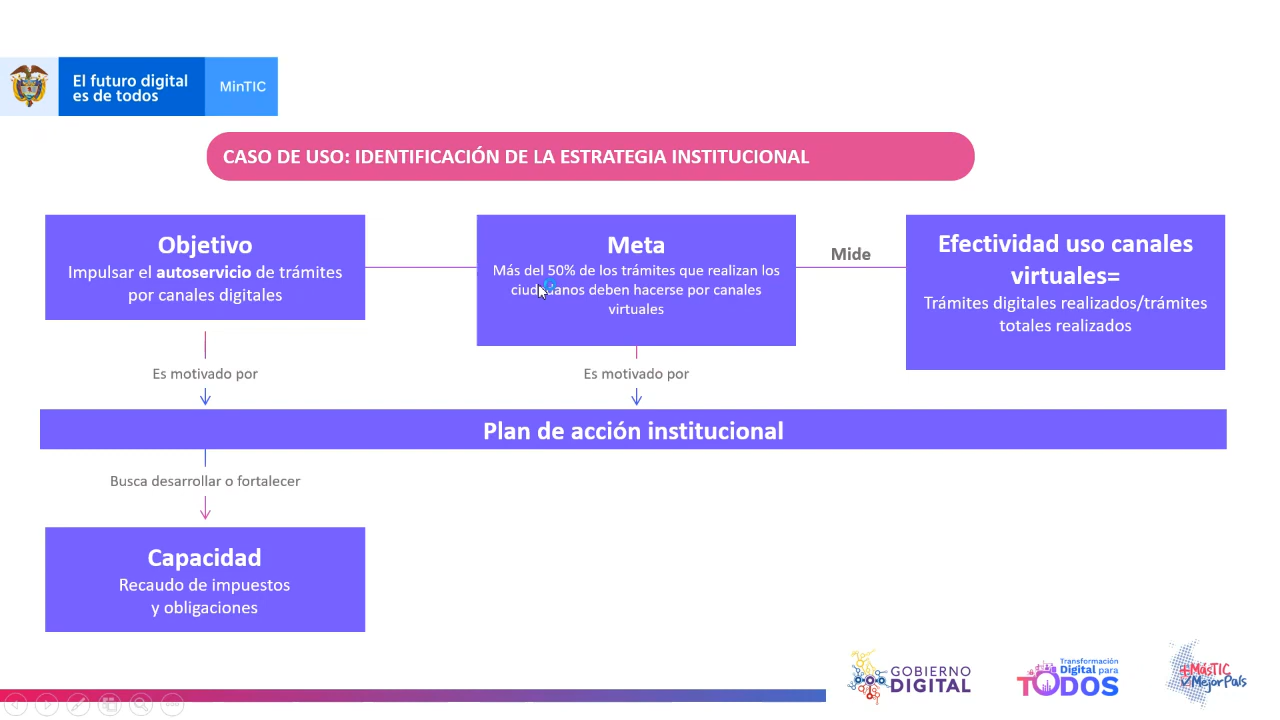 El futuro digital
es de todos
MinTIC
CASO DE USO: IDENTIFICACIÓN DE LA ESTRATEGIA INSTITUCIONAL
Objetivo
Impulsar el autoservicio de trámites
por canales digitales
Meta
Más del 50% de los trámites que realizan los
ciudadanos deben hacerse por canales
virtuales
Mide
Efectividad uso canales
virtuales=
Trámites digitales realizados/trámites
totales realizados
Es motivado por
Es motivado por
Plan de acción institucional
Busca desarrollar o fortalecer
Capacidad
Recaudo de impuestos
y obligaciones
GOBIERNO
DIGITAL
Transformación
Digital para
TODOS
+MásTIC
✓MejorPaís